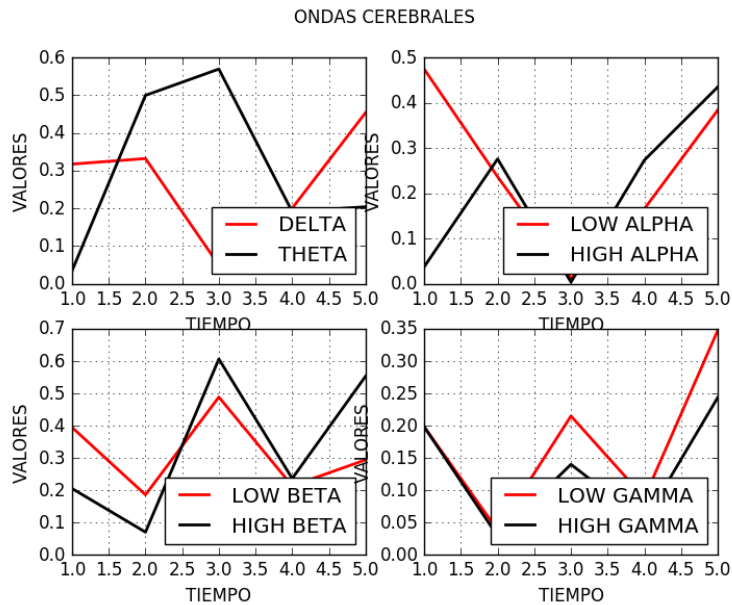 ONDAS CEREBRALES
0.6
0.5
0.4
0.3
0.2
0.1
0.0
VALORES
DELTA
THETA
1.0 1.5 2.0 2.5 3.0 3.5 4.0 4.5 5.0
TIEMPO
0.5
0.4
0.3
0.2
0.1
0.0
VALORES
LOW ALPHA
HIGH ALPHA
1.0 1.5 2.0 2.5 3.0 3.5 4.0 4.5 5.0
TIEMPO
0.7
0.6
0.5
0.4
0.3
0.2
0.1
0.0
VALORES
LOW BETA
HIGH BETA
1.0 1.5 2.0 2.5 3.0 3.5 4.0 4.5 5.0
TIEMPO
0.35
0.30
0.25
0.20
0.15
0.10
0.05
0.00
VALORES
LOW GAMMA
HIGH GAMMA
1.0 1.5 2.0 2.5 3.0 3.5 4.0 4.5 5.0
TIEMPO